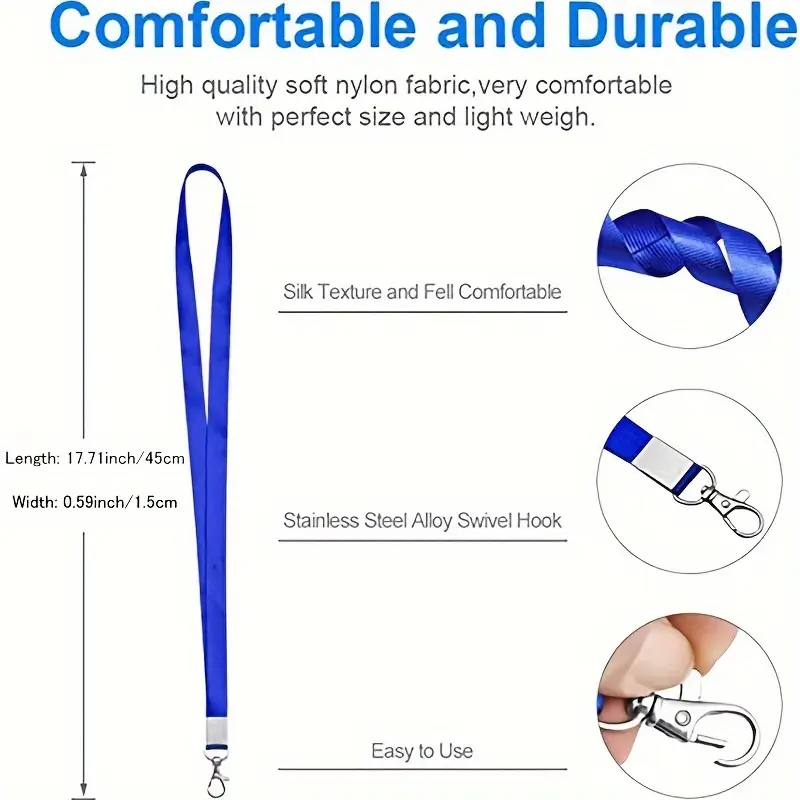 Comfortable and Durable
High quality soft nylon fabric,very comfortable
with perfect size and light weigh.
Silk Texture and Fell Comfortable
Length: 17.71inch/45cm
Width: 0.59inch/1.5cm
Stainless Steel Alloy Swivel Hook
Easy to Use